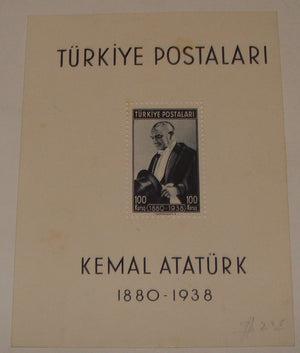 TÜRKİYE POSTALARI
TÜRKİYE POSTALARI
100 100
Kuruş (1880-1938) Kuruş
KEMAL ATATÜRK
1880-1938